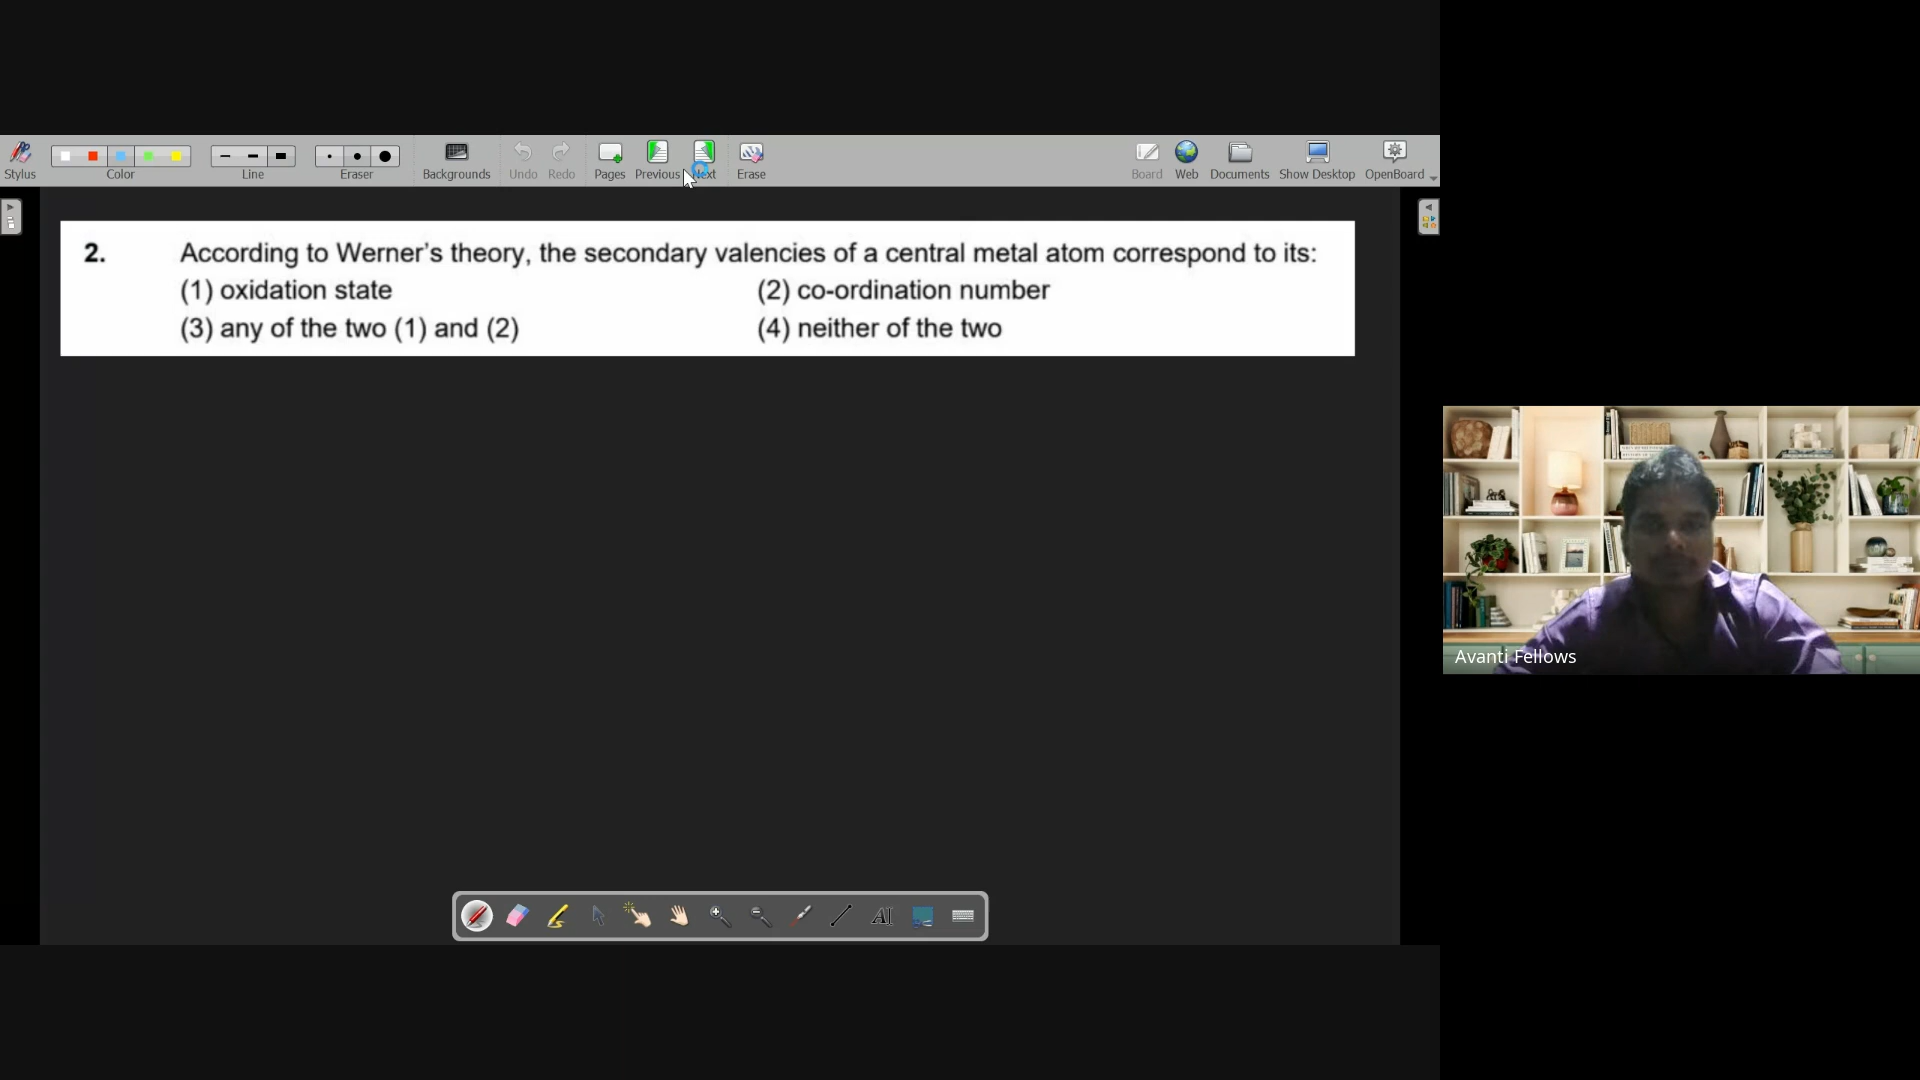 Stylus Color Line Eraser Backgrounds Undo Redo Pages Previous Next Erase Board Web Documents Show Desktop OpenBoard
2. According to Werner's theory, the secondary valencies of a central metal atom correspond to its:
(1) oxidation state (2) co-ordination number
(3) any of the two (1) and (2) (4) neither of the two
Avanti Fellows
AI